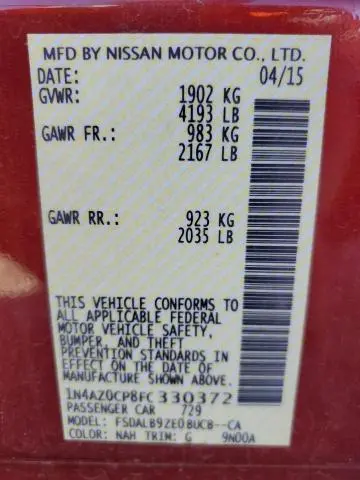 MFD BY NISSAN MOTOR CO., LTD.
DATE: 04/15
GVWR: 1902 KG
4193 LB
GAWR FR.: 983 KG
2167 LB
GAWR RR.: 923 KG
2035 LB
THIS VEHICLE CONFORMS TO
ALL APPLICABLE FEDERAL
MOTOR VEHICLE SAFETY,
BUMPER, AND THEFT
PREVENTION STANDARDS IN
EFFECT ON THE DATE OF
MANUFACTURE SHOWN ABOVE.
1N4AZ0CP8FC330372
PASSENGER CAR 729
MODEL: FSDALB9ZE0BUCB--CA
COLOR: NAH TRIM: G 9N00A